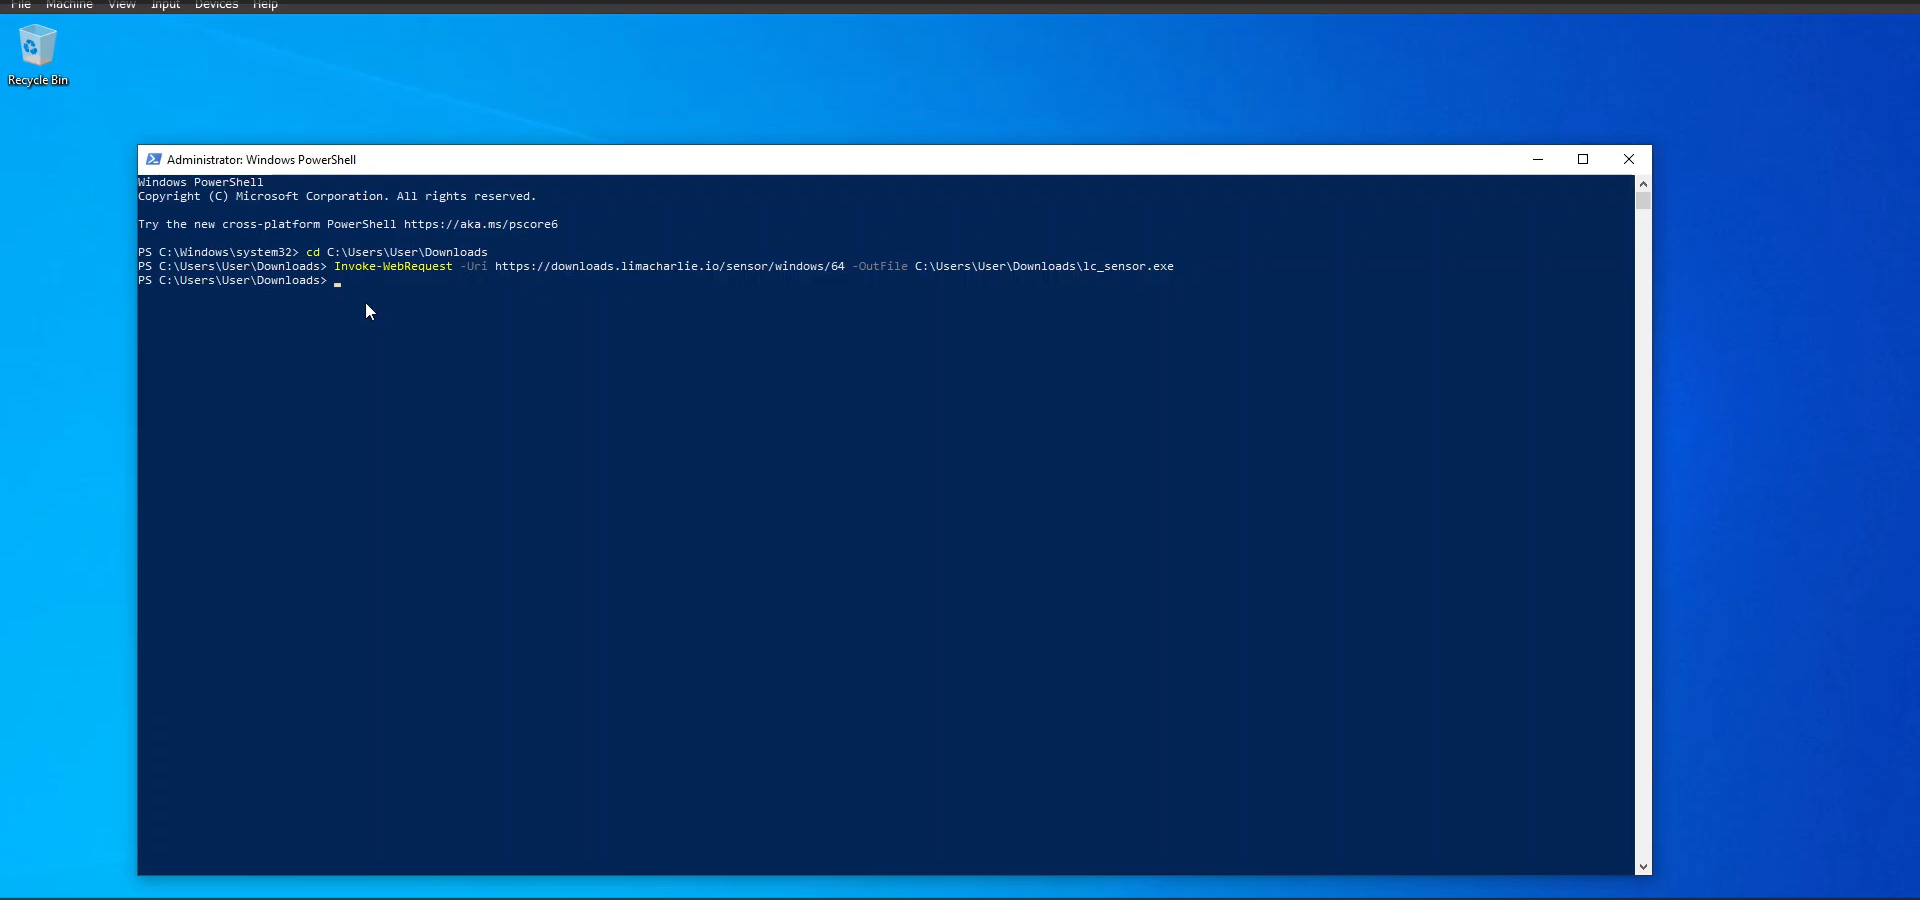 File Machine View Input Devices Help
Recycle Bin
Administrator: Windows PowerShell
Windows PowerShell
Copyright (C) Microsoft Corporation. All rights reserved.
Try the new cross-platform PowerShell https://aka.ms/pscore6
PS C:\Windows\system32> cd C:\Users\User\Downloads
PS C:\Users\User\Downloads> Invoke-WebRequest -Uri https://downloads.limacharlie.io/sensor/windows/64 -OutFile C:\Users\User\Downloads\lc_sensor.exe
PS C:\Users\User\Downloads>